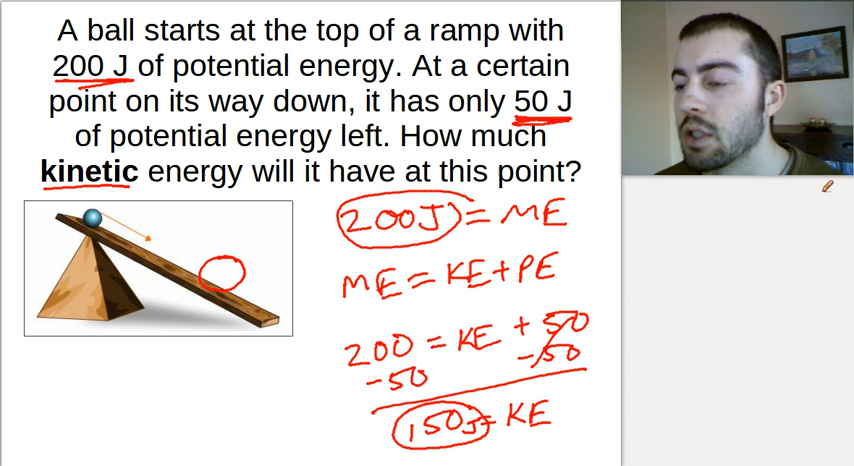 A ball starts at the top of a ramp with
200 J of potential energy. At a certain
point on its way down, it has only 50 J
of potential energy left. How much
kinetic energy will it have at this point?
200J = ME
ME = KE + PE
200 = KE + 50
-50 -50
150J = KE